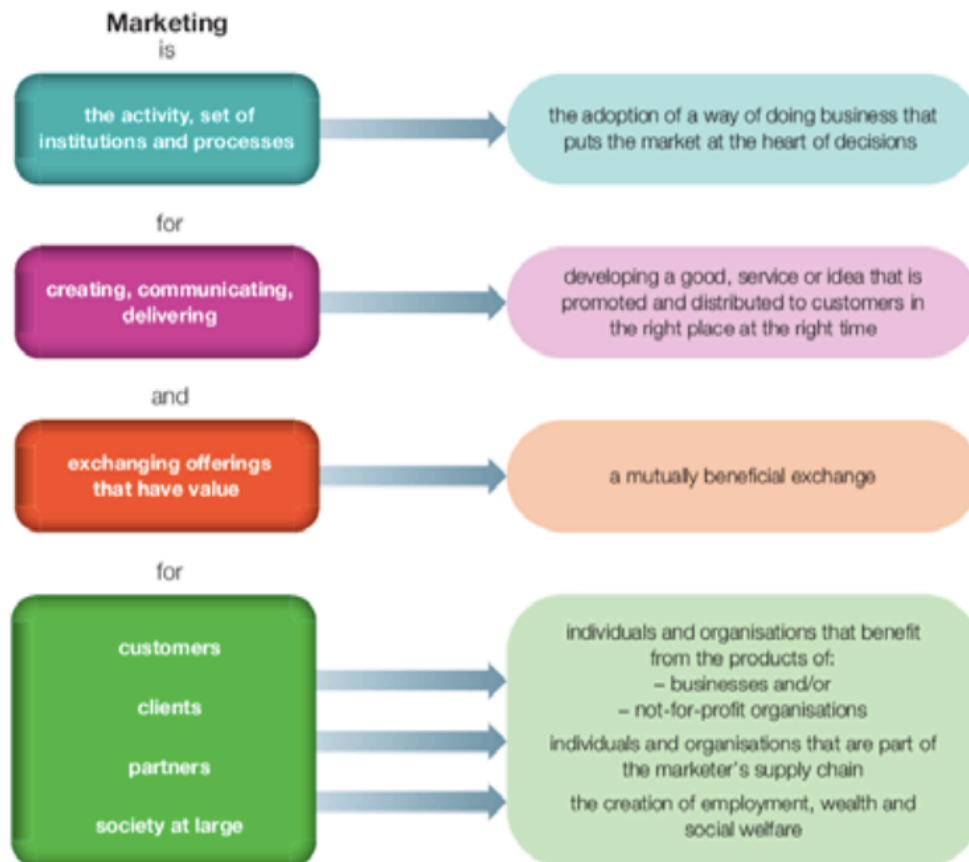 Marketing
is
the activity, set of
institutions and processes
the adoption of a way of doing business that
puts the market at the heart of decisions
for
creating, communicating,
delivering
developing a good, service or idea that is
promoted and distributed to customers in
the right place at the right time
and
exchanging offerings
that have value
a mutually beneficial exchange
for
customers
clients
partners
society at large
individuals and organisations that benefit
from the products of:
– businesses and/or
– not-for-profit organisations
individuals and organisations that are part of
the marketer's supply chain
the creation of employment, wealth and
social welfare